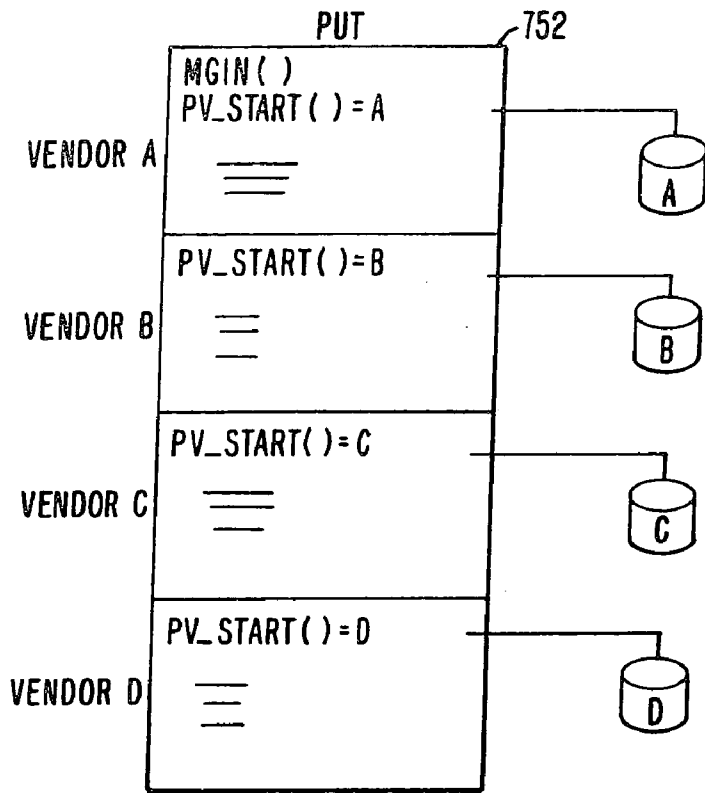 PUT 752
MGIN()
PV_START()=A
VENDOR A
A
PV_START()=B
VENDOR B
B
PV_START()=C
VENDOR C
C
PV_START()=D
VENDOR D
D